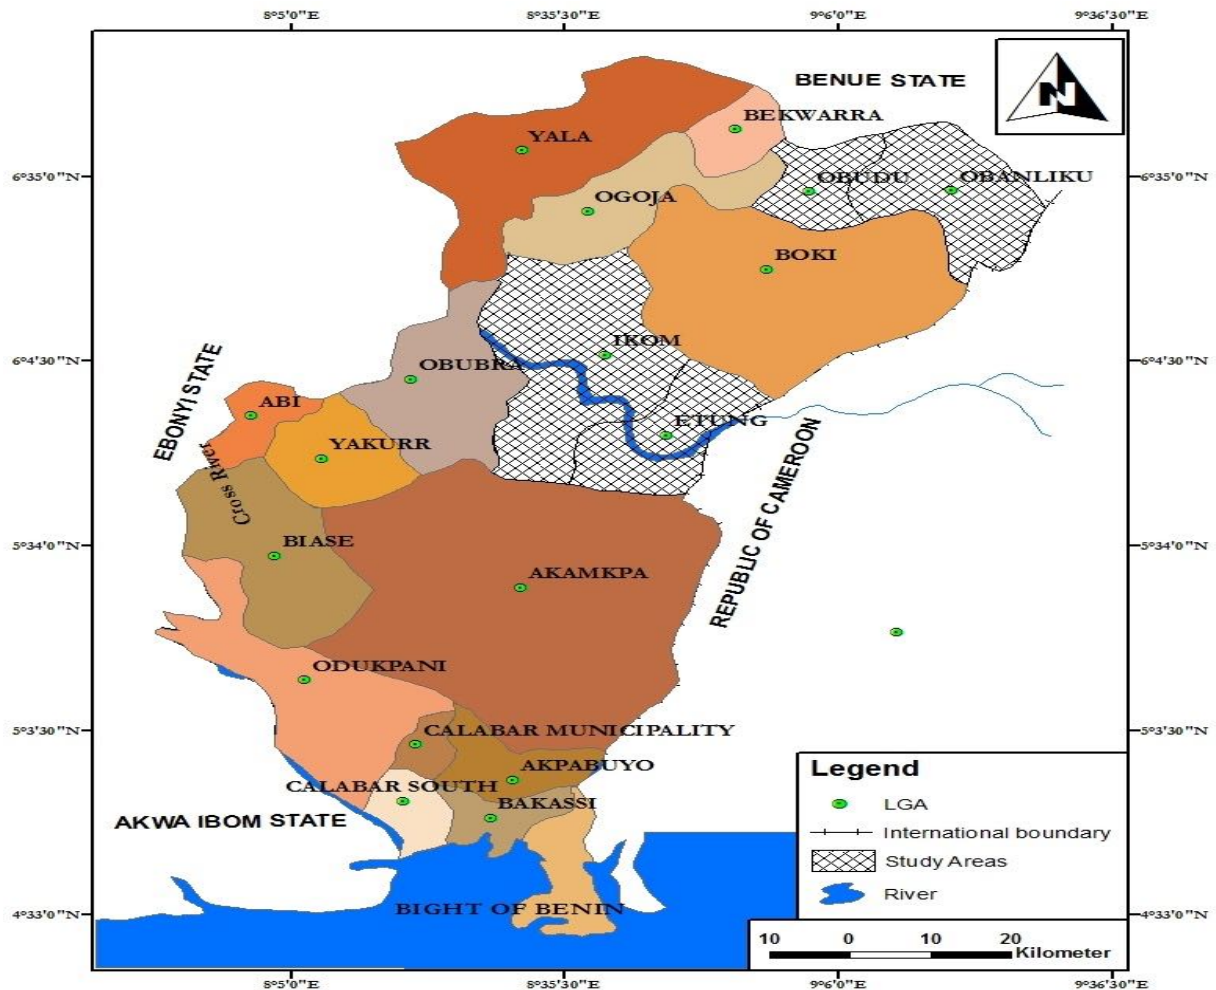 8°5'0"E 8°35'30"E 9°6'0"E 9°36'30"E
BENUE STATE
N
BEKWARRA
YALA
6°35'0"N 6°35'0"N
OBUDU OBANLIKU
OGOJA
BOKI
IKOM
6°4'30"N 6°4'30"N
OBUBRA
EBONYI STATE
ABI
ETUNG
YAKURR
Cross River
REPUBLIC OF CAMEROON
5°34'0"N 5°34'0"N
BIASE
AKAMKPA
ODUKPANI
5°3'30"N 5°3'30"N
CALABAR MUNICIPALITY
AKPABUYO
CALABAR SOUTH
BAKASSI
AKWA IBOM STATE
BIGHT OF BENIN
4°33'0"N 4°33'0"N
Legend
LGA
International boundary
Study Areas
River
10 0 10 20
Kilometer
8°5'0"E 8°35'30"E 9°6'0"E 9°36'30"E